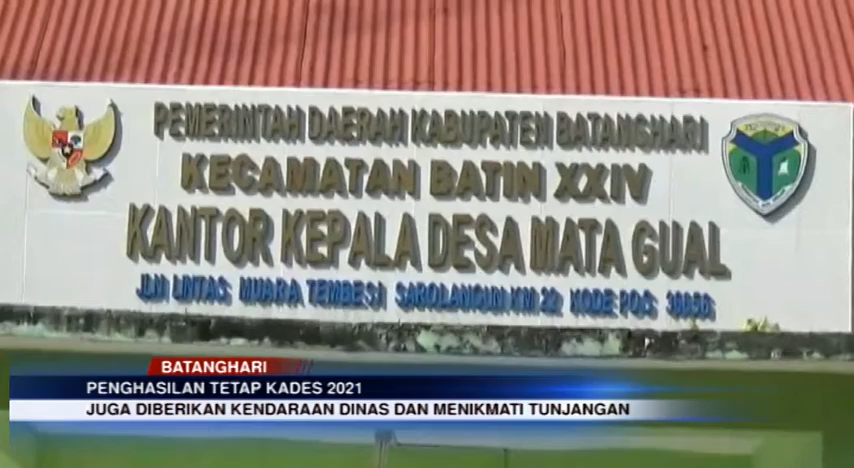 PEMERINTAH DAERAH KABUPATEN BATANGHARI
KECAMATAN BATIN XXIV
KANTOR KEPALA DESA MATA GUAL
JLN LINTAS MUARA TEMBESI SAROLANGUN KM 22 KODE POS 36656
BATANGHARI
PENGHASILAN TETAP KADES 2021
JUGA DIBERIKAN KENDARAAN DINAS DAN MENIKMATI TUNJANGAN